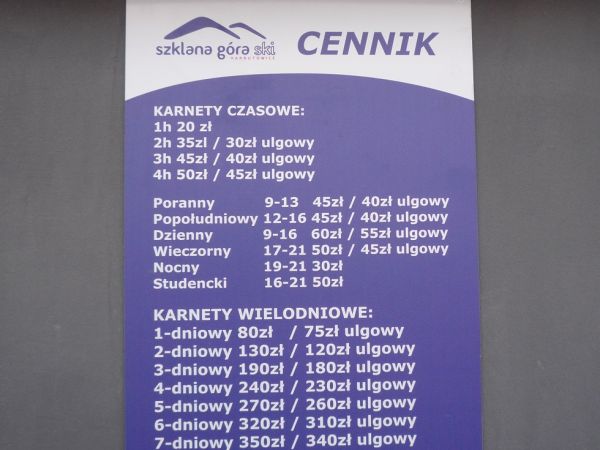 szklana góra ski
HARBUTOWICE
CENNIK
KARNETY CZASOWE:
1h 20 zł
2h 35zl / 30zł ulgowy
3h 45zł / 40zł ulgowy
4h 50zł / 45zł ulgowy
Poranny 9-13 45zł / 40zł ulgowy
Popołudniowy 12-16 45zł / 40zł ulgowy
Dzienny 9-16 60zł / 55zł ulgowy
Wieczorny 17-21 50zł / 45zł ulgowy
Nocny 19-21 30zł
Studencki 16-21 50zł
KARNETY WIELODNIOWE:
1-dniowy 80zł / 75zł ulgowy
2-dniowy 130zł / 120zł ulgowy
3-dniowy 190zł / 180zł ulgowy
4-dniowy 240zł / 230zł ulgowy
5-dniowy 270zł / 260zł ulgowy
6-dniowy 320zł / 310zł ulgowy
7-dniowy 350zł / 340zł ulgowy